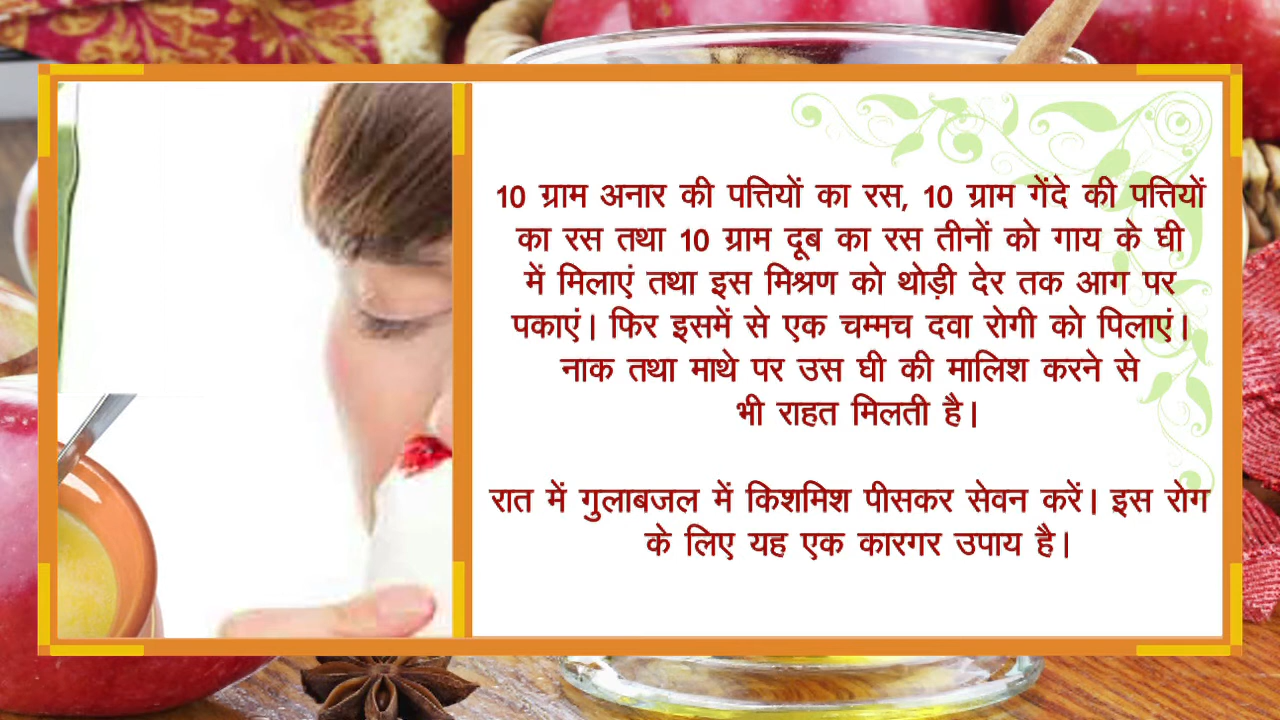 10 ग्राम अनार की पत्तियों का रस, 10 ग्राम गेंदे की पत्तियों
का रस तथा 10 ग्राम दूब का रस तीनों को गाय के घी
में मिलाएं तथा इस मिश्रण को थोड़ी देर तक आग पर
पकाएं। फिर इसमें से एक चम्मच दवा रोगी को पिलाएं।
नाक तथा माथे पर उस घी की मालिश करने से
भी राहत मिलती है।
रात में गुलाबजल में किशमिश पीसकर सेवन करें। इस रोग
के लिए यह एक कारगर उपाय है।